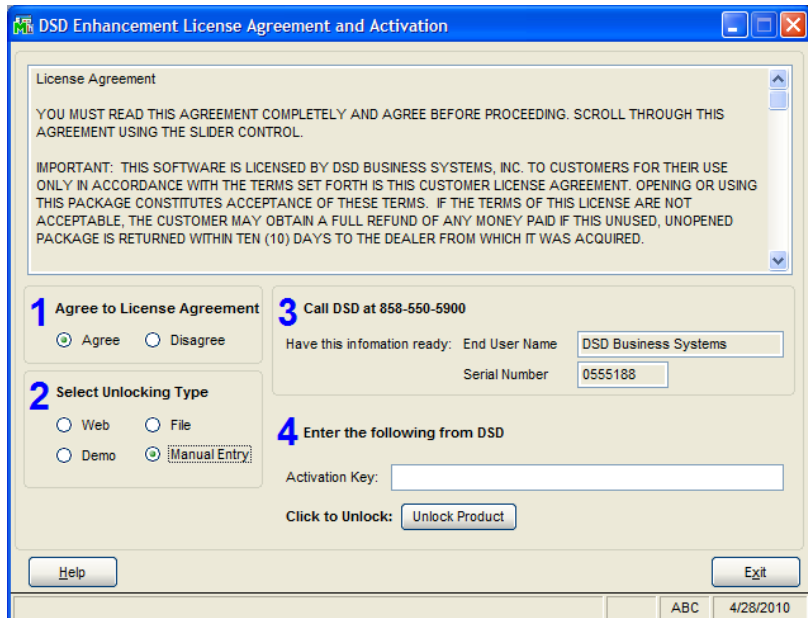 DSD Enhancement License Agreement and Activation
License Agreement
YOU MUST READ THIS AGREEMENT COMPLETELY AND AGREE BEFORE PROCEEDING. SCROLL THROUGH THIS
AGREEMENT USING THE SLIDER CONTROL.
IMPORTANT: THIS SOFTWARE IS LICENSED BY DSD BUSINESS SYSTEMS, INC. TO CUSTOMERS FOR THEIR USE
ONLY IN ACCORDANCE WITH THE TERMS SET FORTH IS THIS CUSTOMER LICENSE AGREEMENT. OPENING OR USING
THIS PACKAGE CONSTITUTES ACCEPTANCE OF THESE TERMS. IF THE TERMS OF THIS LICENSE ARE NOT
ACCEPTABLE, THE CUSTOMER MAY OBTAIN A FULL REFUND OF ANY MONEY PAID IF THIS UNUSED, UNOPENED
PACKAGE IS RETURNED WITHIN TEN (10) DAYS TO THE DEALER FROM WHICH IT WAS ACQUIRED.
1 Agree to License Agreement
Agree Disagree
2 Select Unlocking Type
Web File
Demo Manual Entry
3 Call DSD at 858-550-5900
Have this infomation ready: End User Name DSD Business Systems
Serial Number 0555188
4 Enter the following from DSD
Activation Key:
Click to Unlock: Unlock Product
Help Exit
ABC 4/28/2010